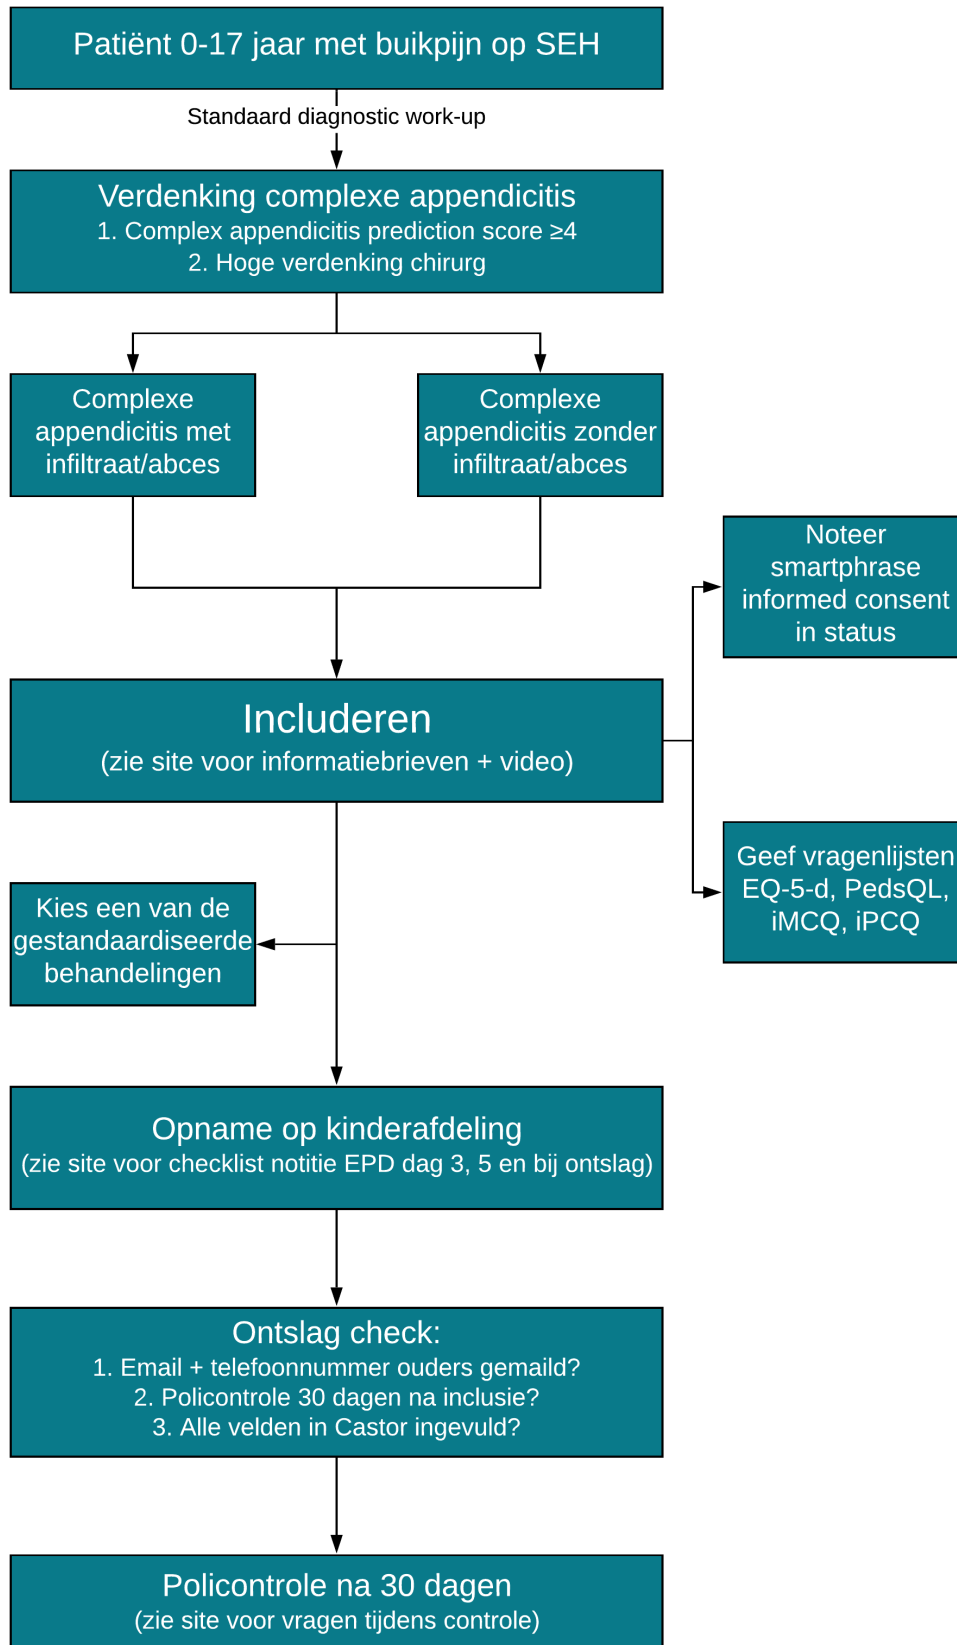 Patiënt 0-17 jaar met buikpijn op SEH
Standaard diagnostic work-up
Verdenking complexe appendicitis
1. Complex appendicitis prediction score ≥4
2. Hoge verdenking chirurg
Complexe
appendicitis met
infiltraat/abces
Complexe
appendicitis zonder
infiltraat/abces
Noteer
smartphrase
informed consent
in status
Includeren
(zie site voor informatiebrieven + video)
Geef vragenlijsten
EQ-5-d, PedsQL,
iMCQ, iPCQ
Kies een van de
gestandaardiseerde
behandelingen
Opname op kinderafdeling
(zie site voor checklist notitie EPD dag 3, 5 en bij ontslag)
Ontslag check:
1. Email + telefoonnummer ouders gemaild?
2. Policontrole 30 dagen na inclusie?
3. Alle velden in Castor ingevuld?
Policontrole na 30 dagen
(zie site voor vragen tijdens controle)